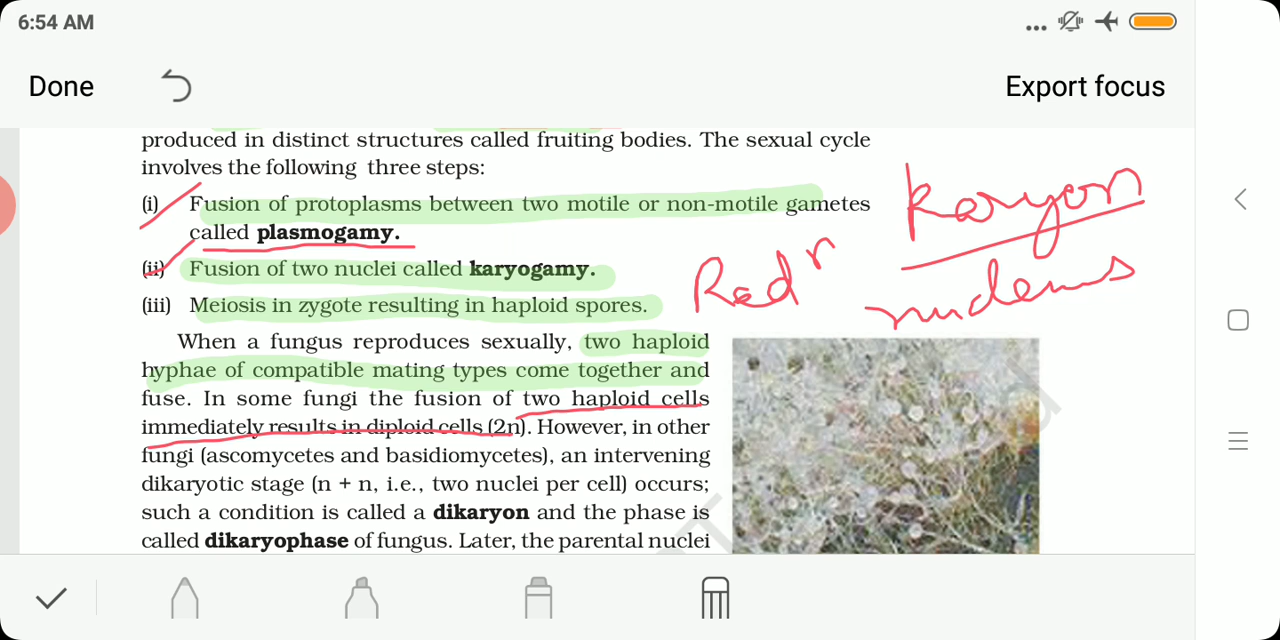 6:54 AM
Done
Export focus
produced in distinct structures called fruiting bodies. The sexual cycle
involves the following three steps:
(i) Fusion of protoplasms between two motile or non-motile gametes
called plasmogamy.
(ii) Fusion of two nuclei called karyogamy.
(iii) Meiosis in zygote resulting in haploid spores.
Karyon
nucleus
Red^n
When a fungus reproduces sexually, two haploid
hyphae of compatible mating types come together and
fuse. In some fungi the fusion of two haploid cells
immediately results in diploid cells (2n). However, in other
fungi (ascomycetes and basidiomycetes), an intervening
dikaryotic stage (n + n, i.e., two nuclei per cell) occurs;
such a condition is called a dikaryon and the phase is
called dikaryophase of fungus. Later, the parental nuclei